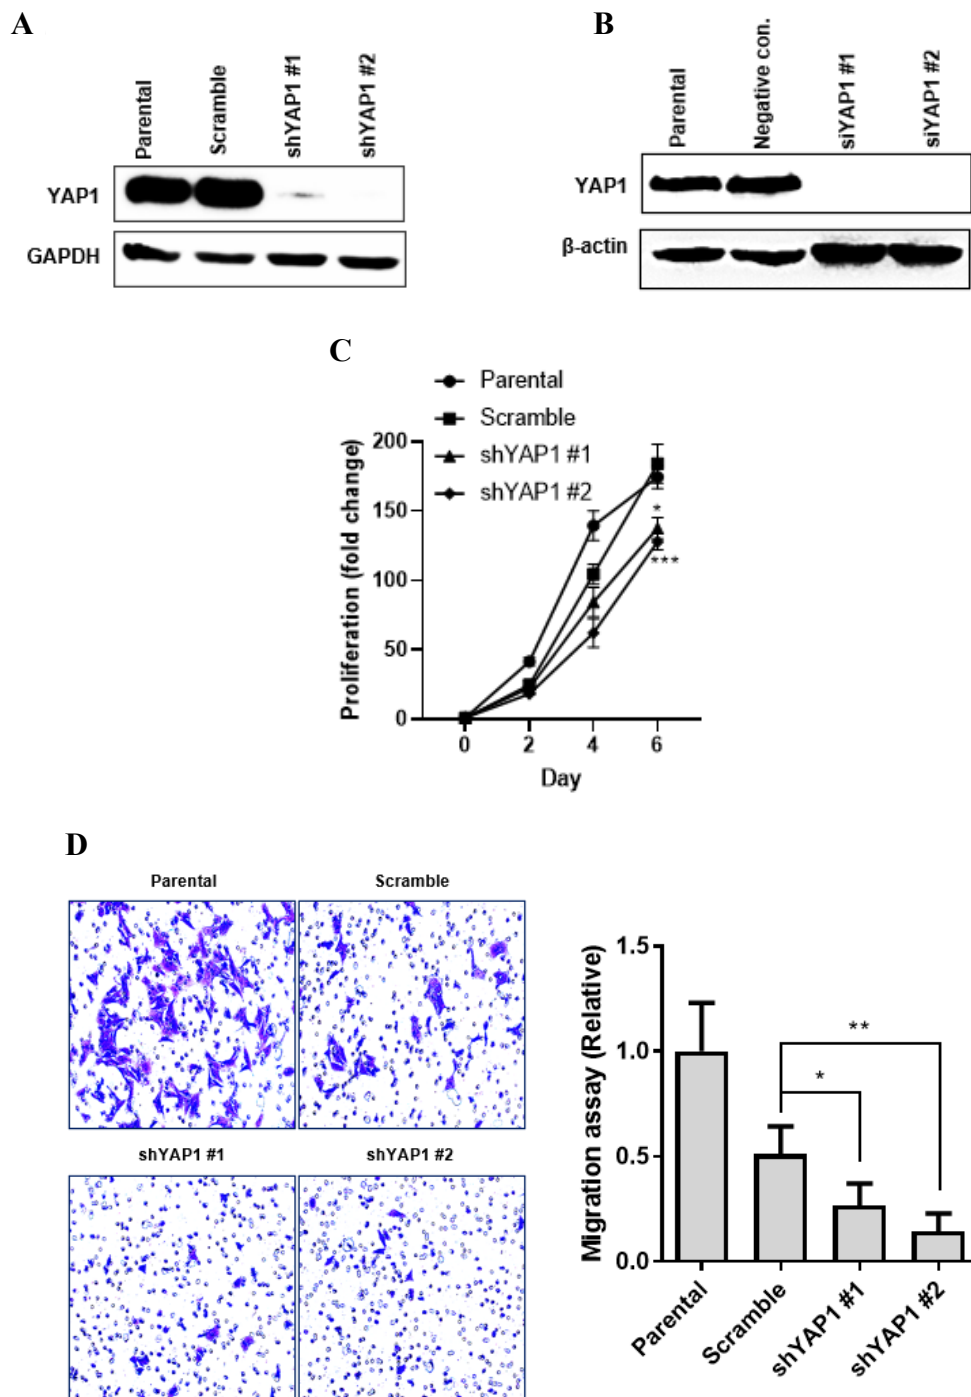 A
Parental
Scramble
shYAP1 #1
shYAP1 #2
YAP1
GAPDH
B
Parental
Negative con.
siYAP1 #1
siYAP1 #2
YAP1
β-actin
C
Parental
Scramble
shYAP1 #1
shYAP1 #2
Proliferation (fold change)
200
150
100
50
0
*
***
0 2 4 6
Day
D
Parental Scramble
shYAP1 #1 shYAP1 #2
Migration assay (Relative)
1.5
1.0
0.5
0.0
**
*
Parental
Scramble
shYAP1 #1
shYAP1 #2